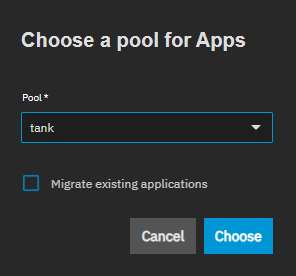 Choose a pool for Apps
Pool *
tank
Migrate existing applications
Cancel Choose